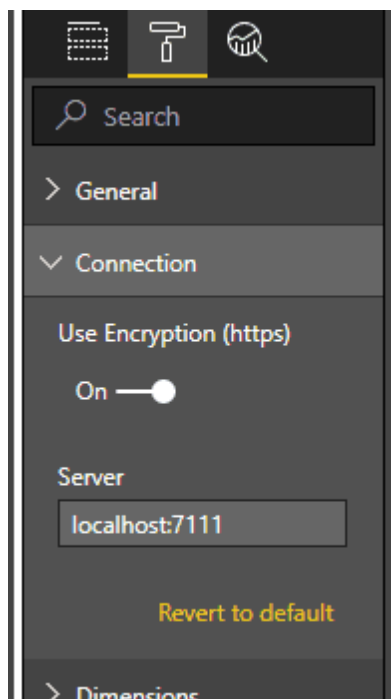 Search
General
Connection
Use Encryption (https)
On
Server
localhost:7111
Revert to default
Dimensions